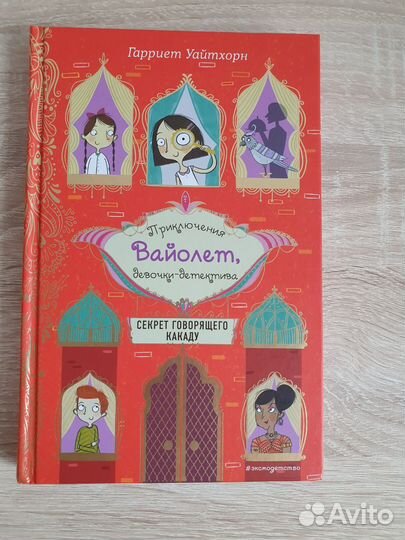 Гарриет Уайтхорн
Приключения
Вайолет,
девочки-детектива
СЕКРЕТ ГОВОРЯЩЕГО
КАКАДУ
#эксмодетство
Avito